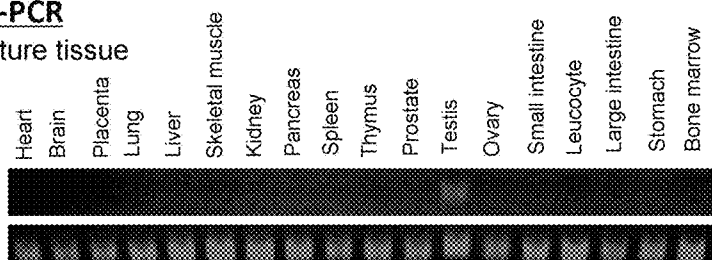 -PCR
ture tissue
Heart
Brain
Placenta
Lung
Liver
Skeletal muscle
Kidney
Pancreas
Spleen
Thymus
Prostate
Testis
Ovary
Small intestine
Leucocyte
Large intestine
Stomach
Bone marrow